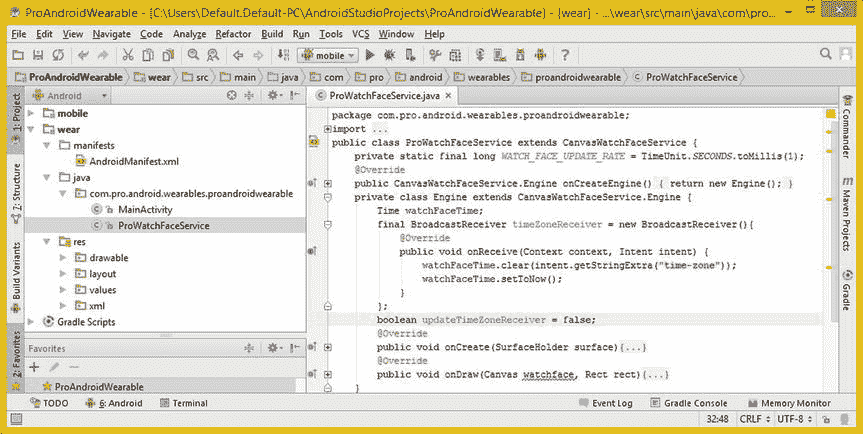 ProAndroidWearable - [C:\Users\Default.Default-PC\AndroidStudioProjects\ProAndroidWearable] - [wear] - ...\wear\src\main\java\com\pro...
File Edit View Navigate Code Analyze Refactor Build Run Tools VCS Window Help
mobile
ProAndroidWearable wear src main java com pro android wearables proandroidwearable ProWatchFaceService
Android
ProWatchFaceService.java
1: Project
7: Structure
Build Variants
2: Favorites
mobile
wear
manifests
AndroidManifest.xml
java
com.pro.android.wearables.proandroidwearable
MainActivity
ProWatchFaceService
res
drawable
layout
values
xml
Gradle Scripts
Favorites
ProAndroidWearable
package com.pro.android.wearables.proandroidwearable;
import ...
public class ProWatchFaceService extends CanvasWatchFaceService {
private static final long WATCH_FACE_UPDATE_RATE = TimeUnit.SECONDS.toMillis(1);
@Override
public CanvasWatchFaceService.Engine onCreateEngine() { return new Engine(); }
private class Engine extends CanvasWatchFaceService.Engine {
Time watchFaceTime;
final BroadcastReceiver timeZoneReceiver = new BroadcastReceiver(){
@Override
public void onReceive(Context context, Intent intent) {
watchFaceTime.clear(intent.getStringExtra("time-zone"));
watchFaceTime.setToNow();
}
};
boolean updateTimeZoneReceiver = false;
@Override
public void onCreate(SurfaceHolder surface){...}
@Override
public void onDraw(Canvas watchface, Rect rect){...}
}
Commander
Maven Projects
Gradle
TODO 6: Android Terminal Event Log Gradle Console Memory Monitor
32:48 CRLF UTF-8